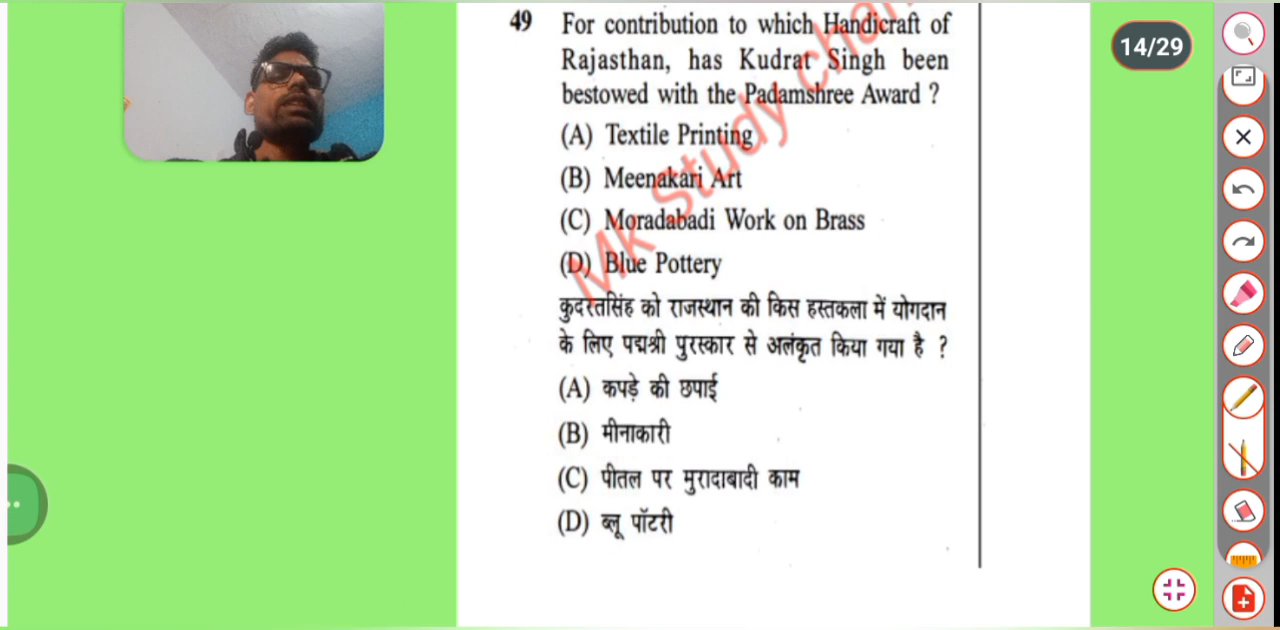 14/29
49 For contribution to which Handicraft of
Rajasthan, has Kudrat Singh been
bestowed with the Padamshree Award ?
(A) Textile Printing
(B) Meenakari Art
(C) Moradabadi Work on Brass
(D) Blue Pottery
कुदरतसिंह को राजस्थान की किस हस्तकला में योगदान
के लिए पद्मश्री पुरस्कार से अलंकृत किया गया है ?
(A) कपड़े की छपाई
(B) मीनाकारी
(C) पीतल पर मुरादाबादी काम
(D) ब्लू पॉटरी
Mk Study